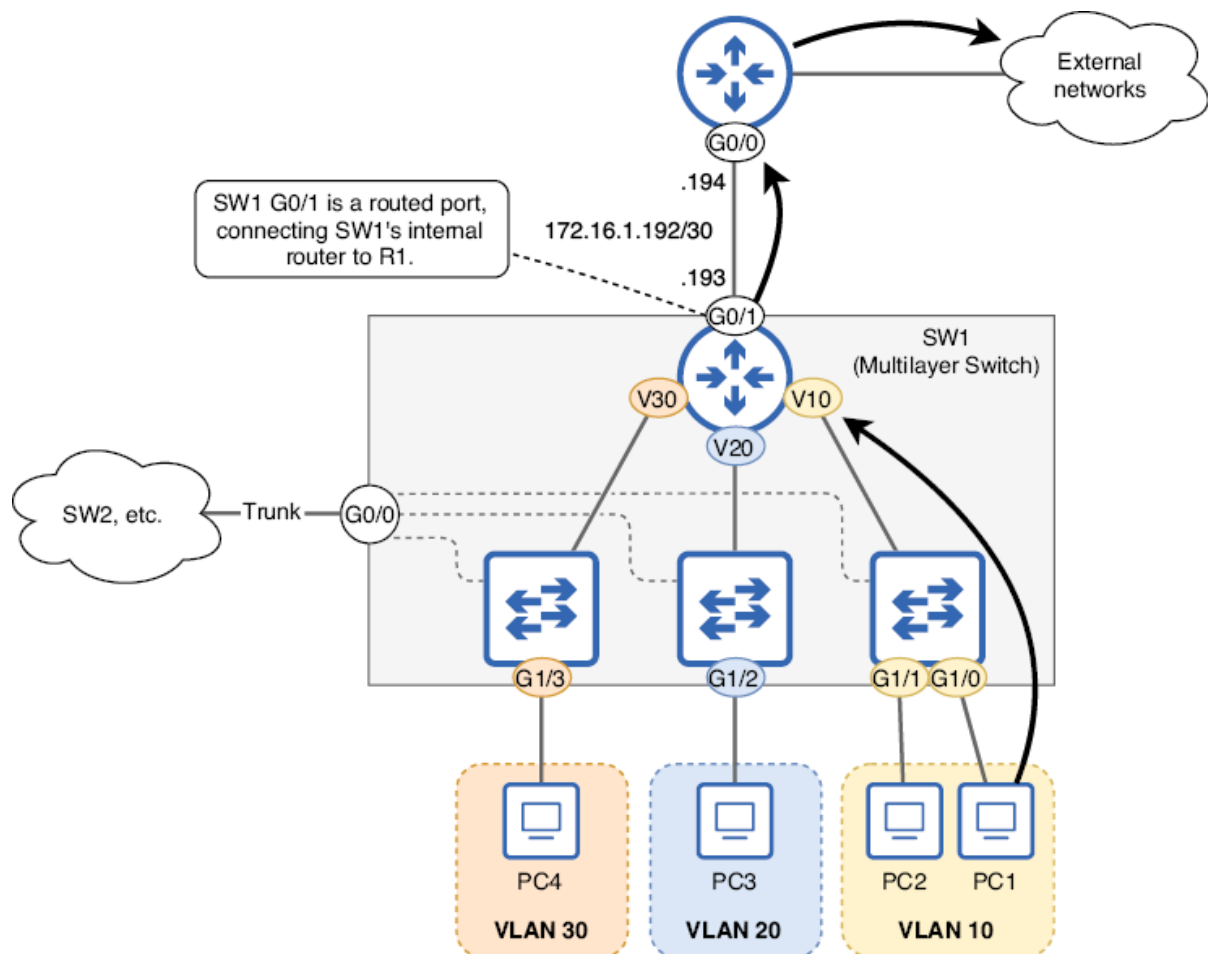 External
networks
G0/0
.194
SW1 G0/1 is a routed port,
connecting SW1's internal
router to R1.
172.16.1.192/30
.193
G0/1
SW1
(Multilayer Switch)
V30
V10
V20
SW2, etc.
Trunk
G0/0
G1/3
G1/2
G1/1
G1/0
PC4
PC3
PC2
PC1
VLAN 30
VLAN 20
VLAN 10